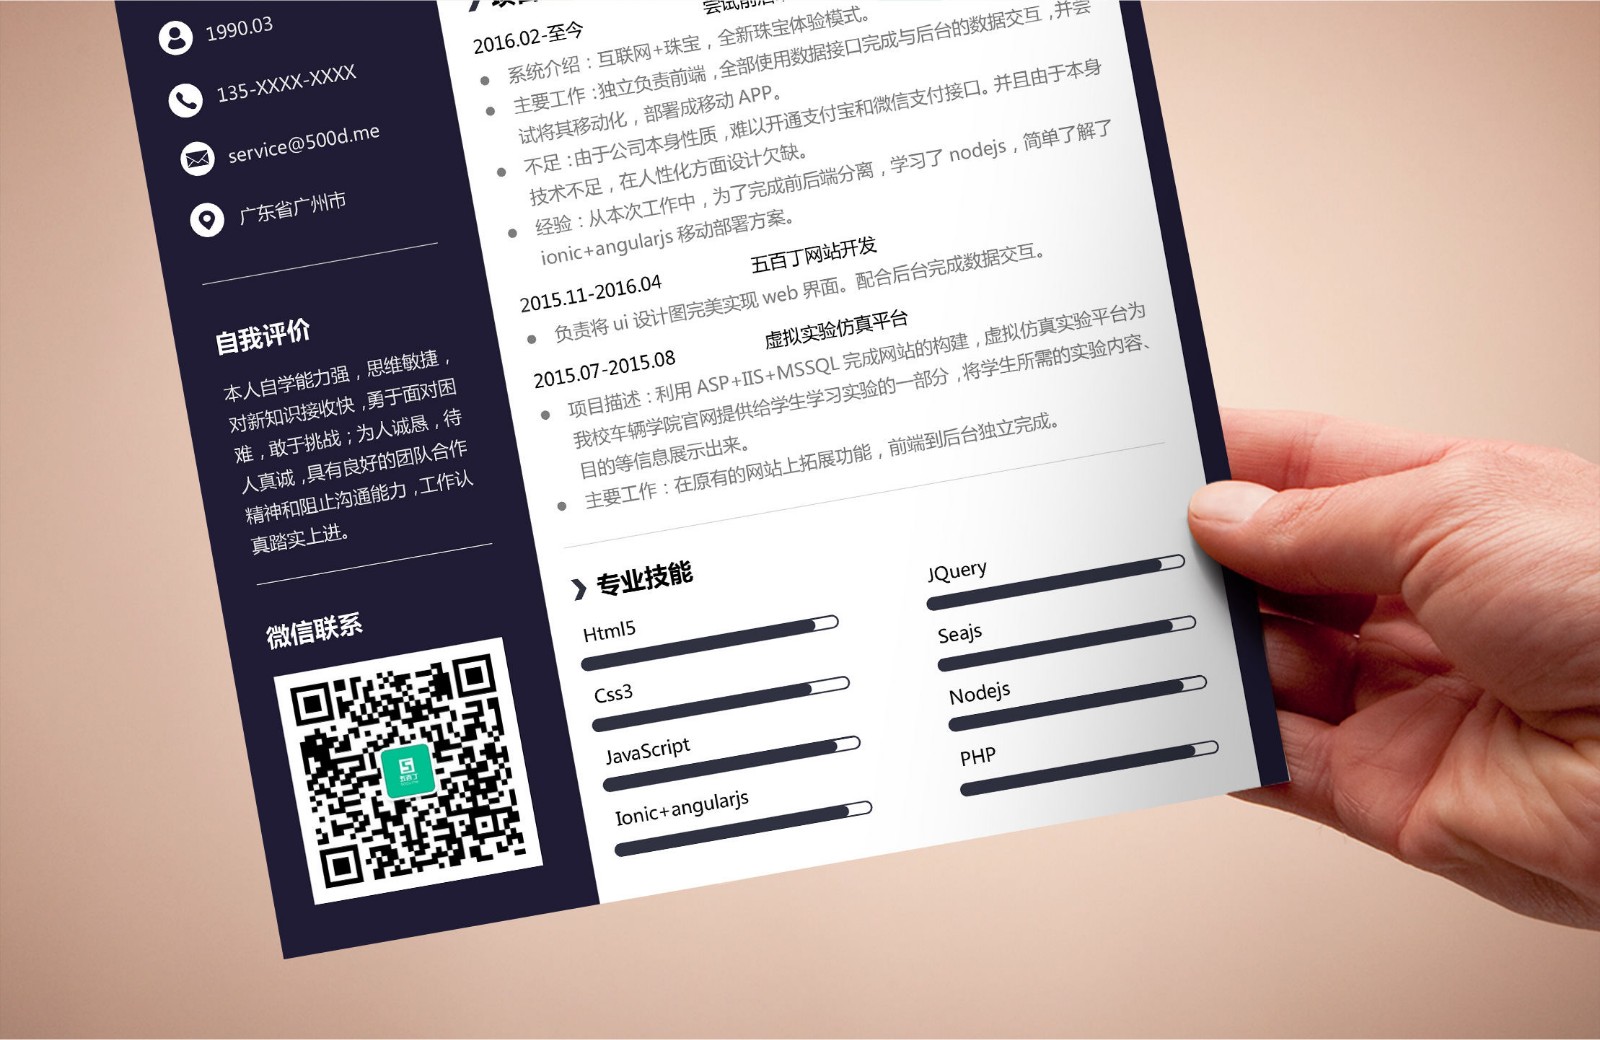 1990.03
135-XXXX-XXXX
service@500d.me
广东省广州市
自我评价
本人自学能力强，思维敏捷，
对新知识接收快，勇于面对困
难，敢于挑战；为人诚恳，待
人真诚，具有良好的团队合作
精神和阻止沟通能力，工作认
真踏实上进。
微信联系
五百丁
2016.02-至今
系统介绍：互联网+珠宝，全新珠宝体验模式。
主要工作：独立负责前端，全部使用数据接口完成与后台的数据交互，并尝
试将其移动化，部署成移动 APP。
不足：由于公司本身性质，难以开通支付宝和微信支付接口。并且由于本身
技术不足，在人性化方面设计欠缺。
经验：从本次工作中，为了完成前后端分离，学习了 nodejs，简单了解了
ionic+angularjs 移动部署方案。
2015.11-2016.04 五百丁网站开发
负责将 ui 设计图完美实现 web 界面。配合后台完成数据交互。
2015.07-2015.08 虚拟实验仿真平台
项目描述：利用 ASP+IIS+MSSQL 完成网站的构建，虚拟仿真实验平台为
我校车辆学院官网提供给学生学习实验的一部分，将学生所需的实验内容、
目的等信息展示出来。
主要工作：在原有的网站上拓展功能，前端到后台独立完成。
专业技能
Html5
Css3
JavaScript
Ionic+angularjs
JQuery
Seajs
Nodejs
PHP